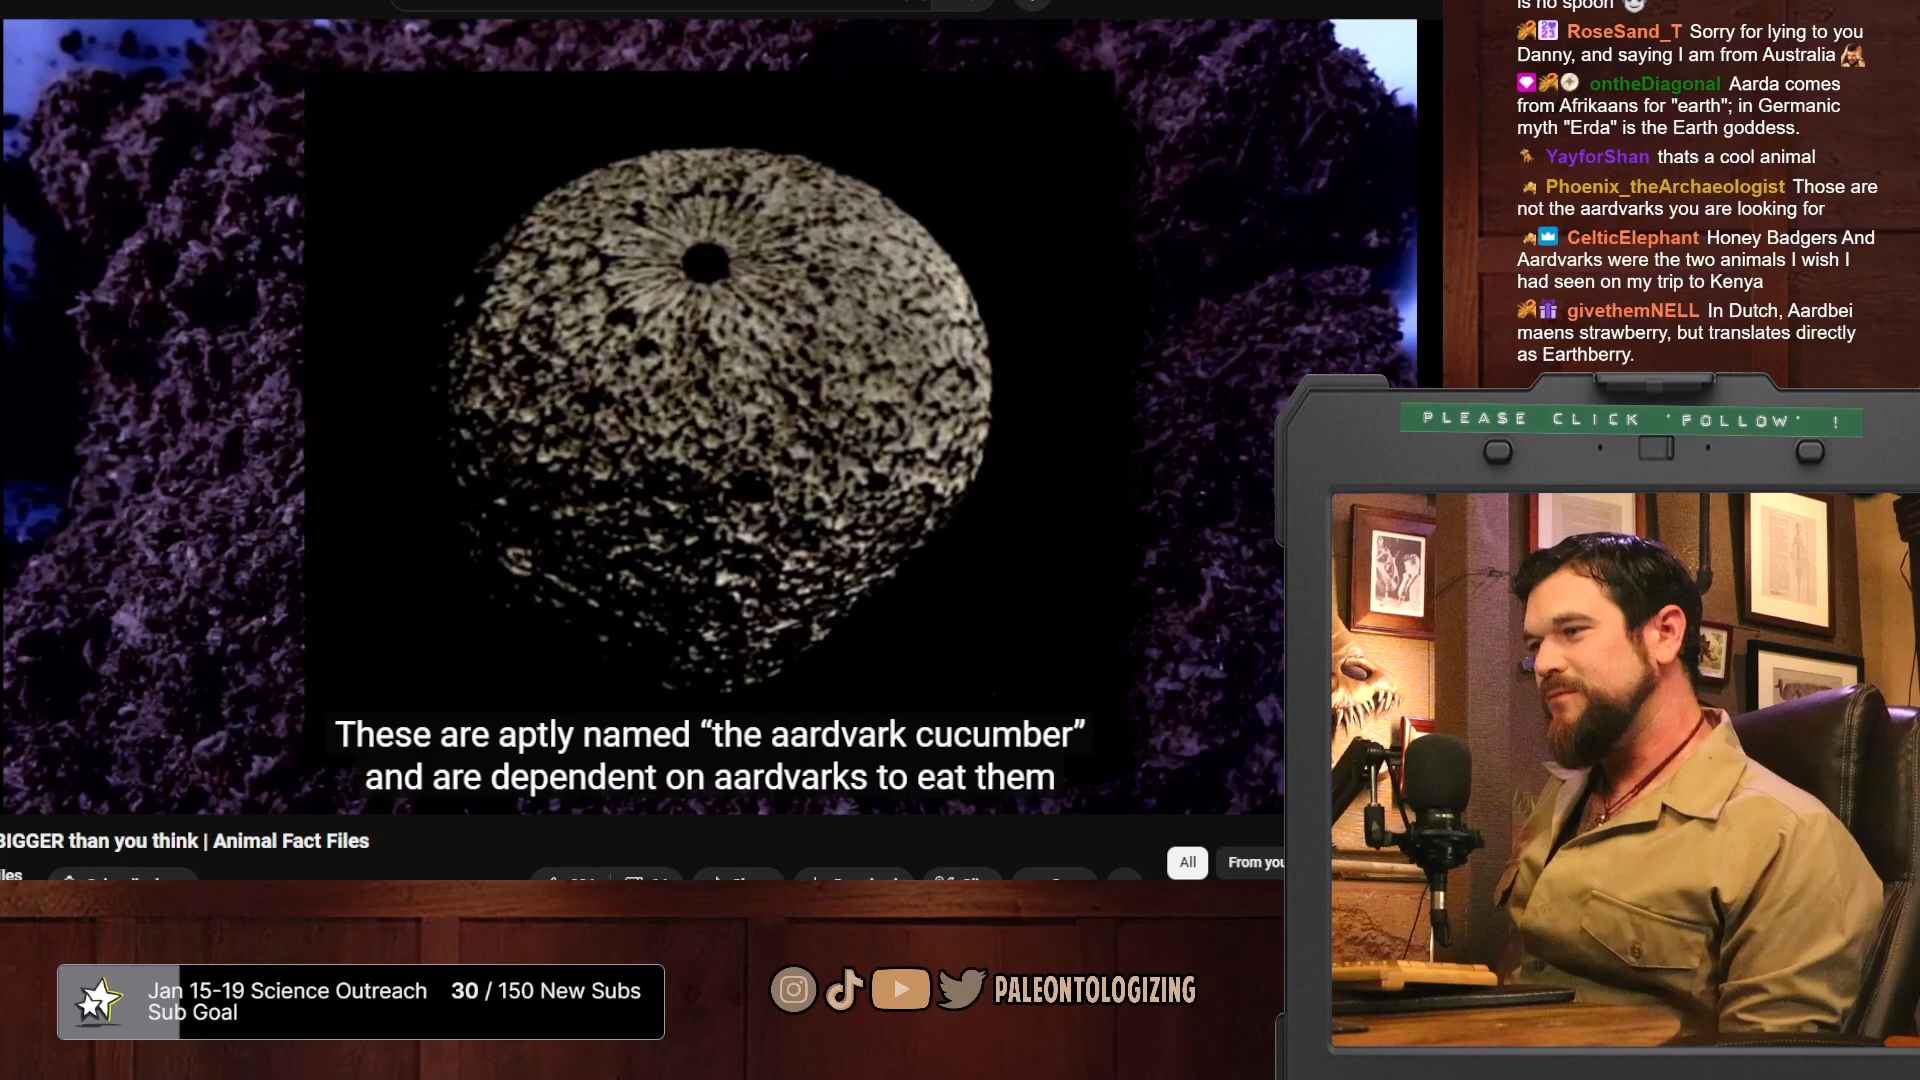 is no spoon
RoseSand_T Sorry for lying to you
Danny, and saying I am from Australia
ontheDiagonal Aarda comes
from Afrikaans for "earth"; in Germanic
myth "Erda" is the Earth goddess.
YayforShan thats a cool animal
Phoenix_theArchaeologist Those are
not the aardvarks you are looking for
CelticElephant Honey Badgers And
Aardvarks were the two animals I wish I
had seen on my trip to Kenya
givethemNELL In Dutch, Aardbei
maens strawberry, but translates directly
as Earthberry.
PLEASE CLICK 'FOLLOW' !
These are aptly named “the aardvark cucumber”
and are dependent on aardvarks to eat them
BIGGER than you think | Animal Fact Files
All
From you
Jan 15-19 Science Outreach
Sub Goal
30 / 150 New Subs
PALEONTOLOGIZING